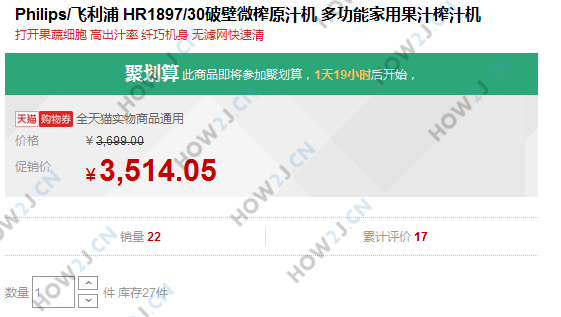 Philips/飞利浦 HR1897/30破壁微榨原汁机 多功能家用果汁榨汁机
打开果蔬细胞 高出汁率 纤巧机身 无滤网快速清
聚划算 此商品即将参加聚划算，1天19小时后开始，
天猫 购物券 全天猫实物商品通用
价格 ¥ 3,699.00
促销价 ¥ 3,514.05
销量 22 累计评价 17
数量 1 件 库存27件
HOW2J.CN
HOW2J.CN
HOW2J.CN
HOW2J.CN
HOW2J.CN
HOW2J.CN
HOW2J.CN
HOW2J.CN